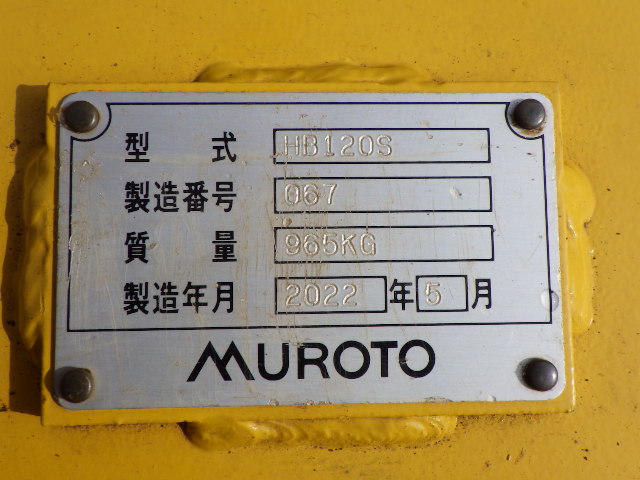 型 式 HB120S
製造番号 067
質 量 965KG
製造年月 2022 年 5 月
MUROTO